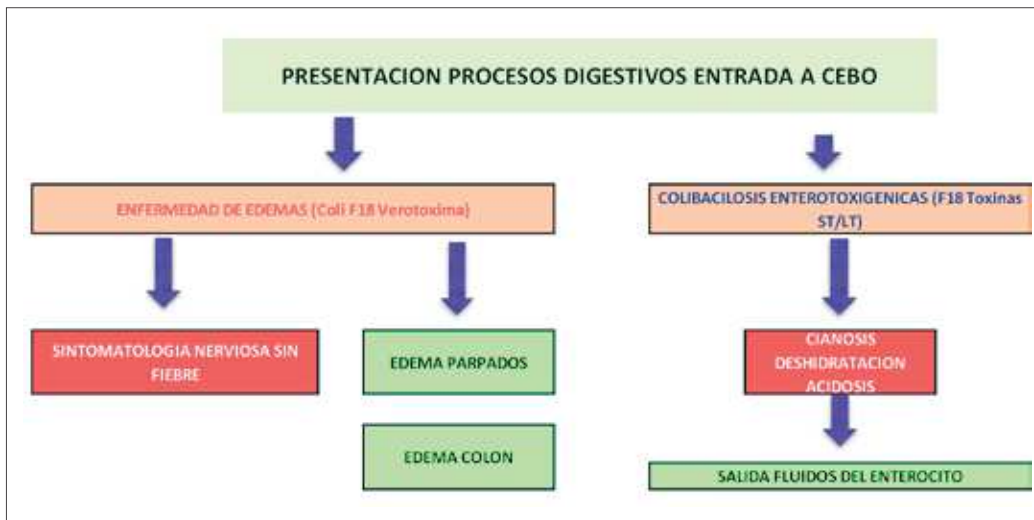 PRESENTACION PROCESOS DIGESTIVOS ENTRADA A CEBO
ENFERMEDAD DE EDEMAS (Coli F18 Verotoxima)
COLIBACILOSIS ENTEROTOXIGENICAS (F18 Toxinas
ST/LT)
SINTOMATOLOGIA NERVIOSA SIN
FIEBRE
EDEMA PARPADOS
CIANOSIS
DESHIDRATACION
ACIDOSIS
EDEMA COLON
SALIDA FLUIDOS DEL ENTEROCITO